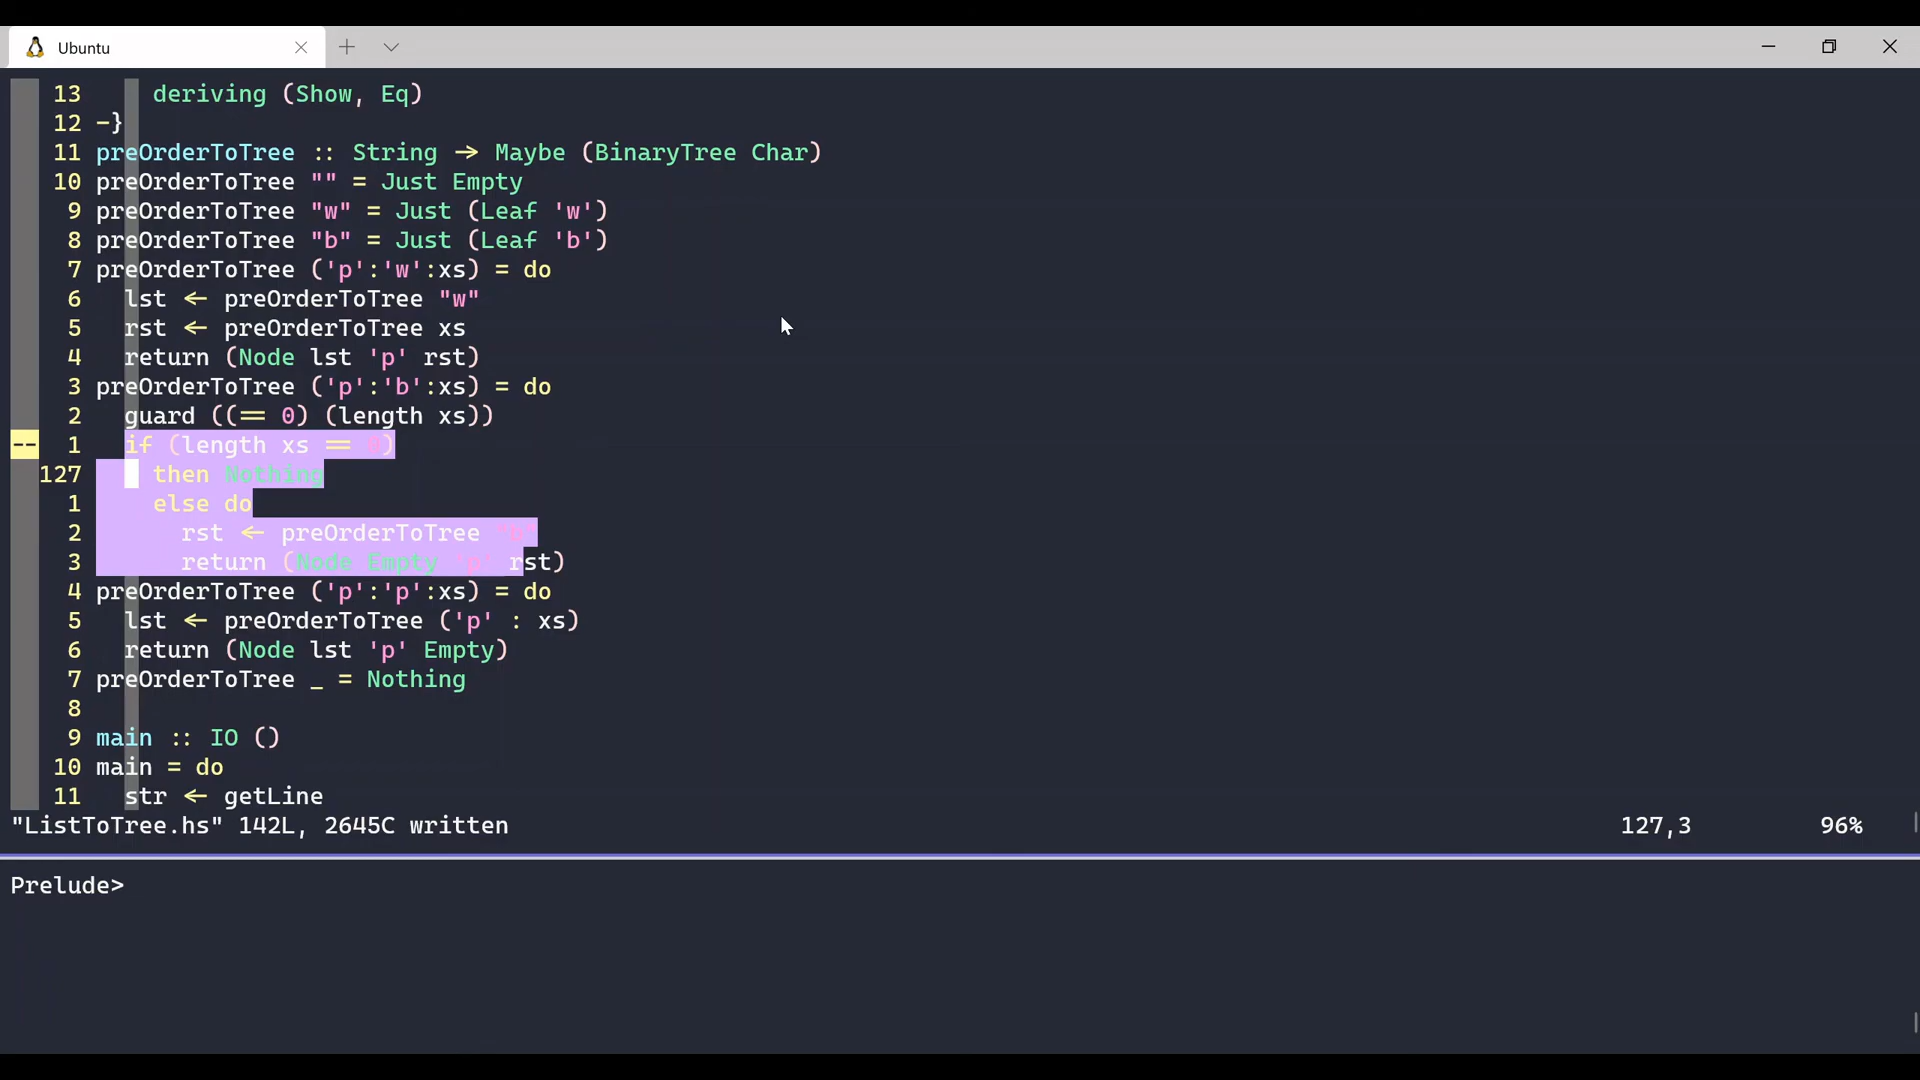 Ubuntu
13 deriving (Show, Eq)
12 -}
11 preOrderToTree :: String -> Maybe (BinaryTree Char)
10 preOrderToTree "" = Just Empty
9 preOrderToTree "w" = Just (Leaf 'w')
8 preOrderToTree "b" = Just (Leaf 'b')
7 preOrderToTree ('p':'w':xs) = do
6 lst <- preOrderToTree "w"
5 rst <- preOrderToTree xs
4 return (Node lst 'p' rst)
3 preOrderToTree ('p':'b':xs) = do
2 guard ((== 0) (length xs))
-- 1 if (length xs == 0)
127 then Nothing
1 else do
2 rst <- preOrderToTree "b"
3 return (Node Empty 'p' rst)
4 preOrderToTree ('p':'p':xs) = do
5 lst <- preOrderToTree ('p' : xs)
6 return (Node lst 'p' Empty)
7 preOrderToTree _ = Nothing
8
9 main :: IO ()
10 main = do
11 str <- getLine
"ListToTree.hs" 142L, 2645C written 127,3 96%
Prelude>